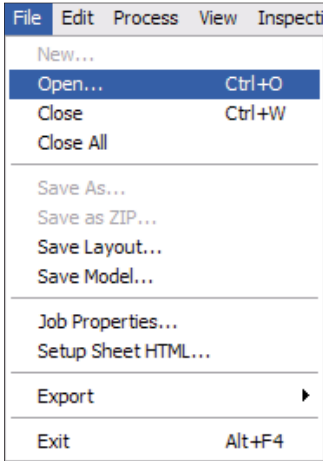 File Edit Process View Inspecti
New...
Open... Ctrl+O
Close Ctrl+W
Close All
Save As...
Save as ZIP...
Save Layout...
Save Model...
Job Properties...
Setup Sheet HTML...
Export
Exit Alt+F4